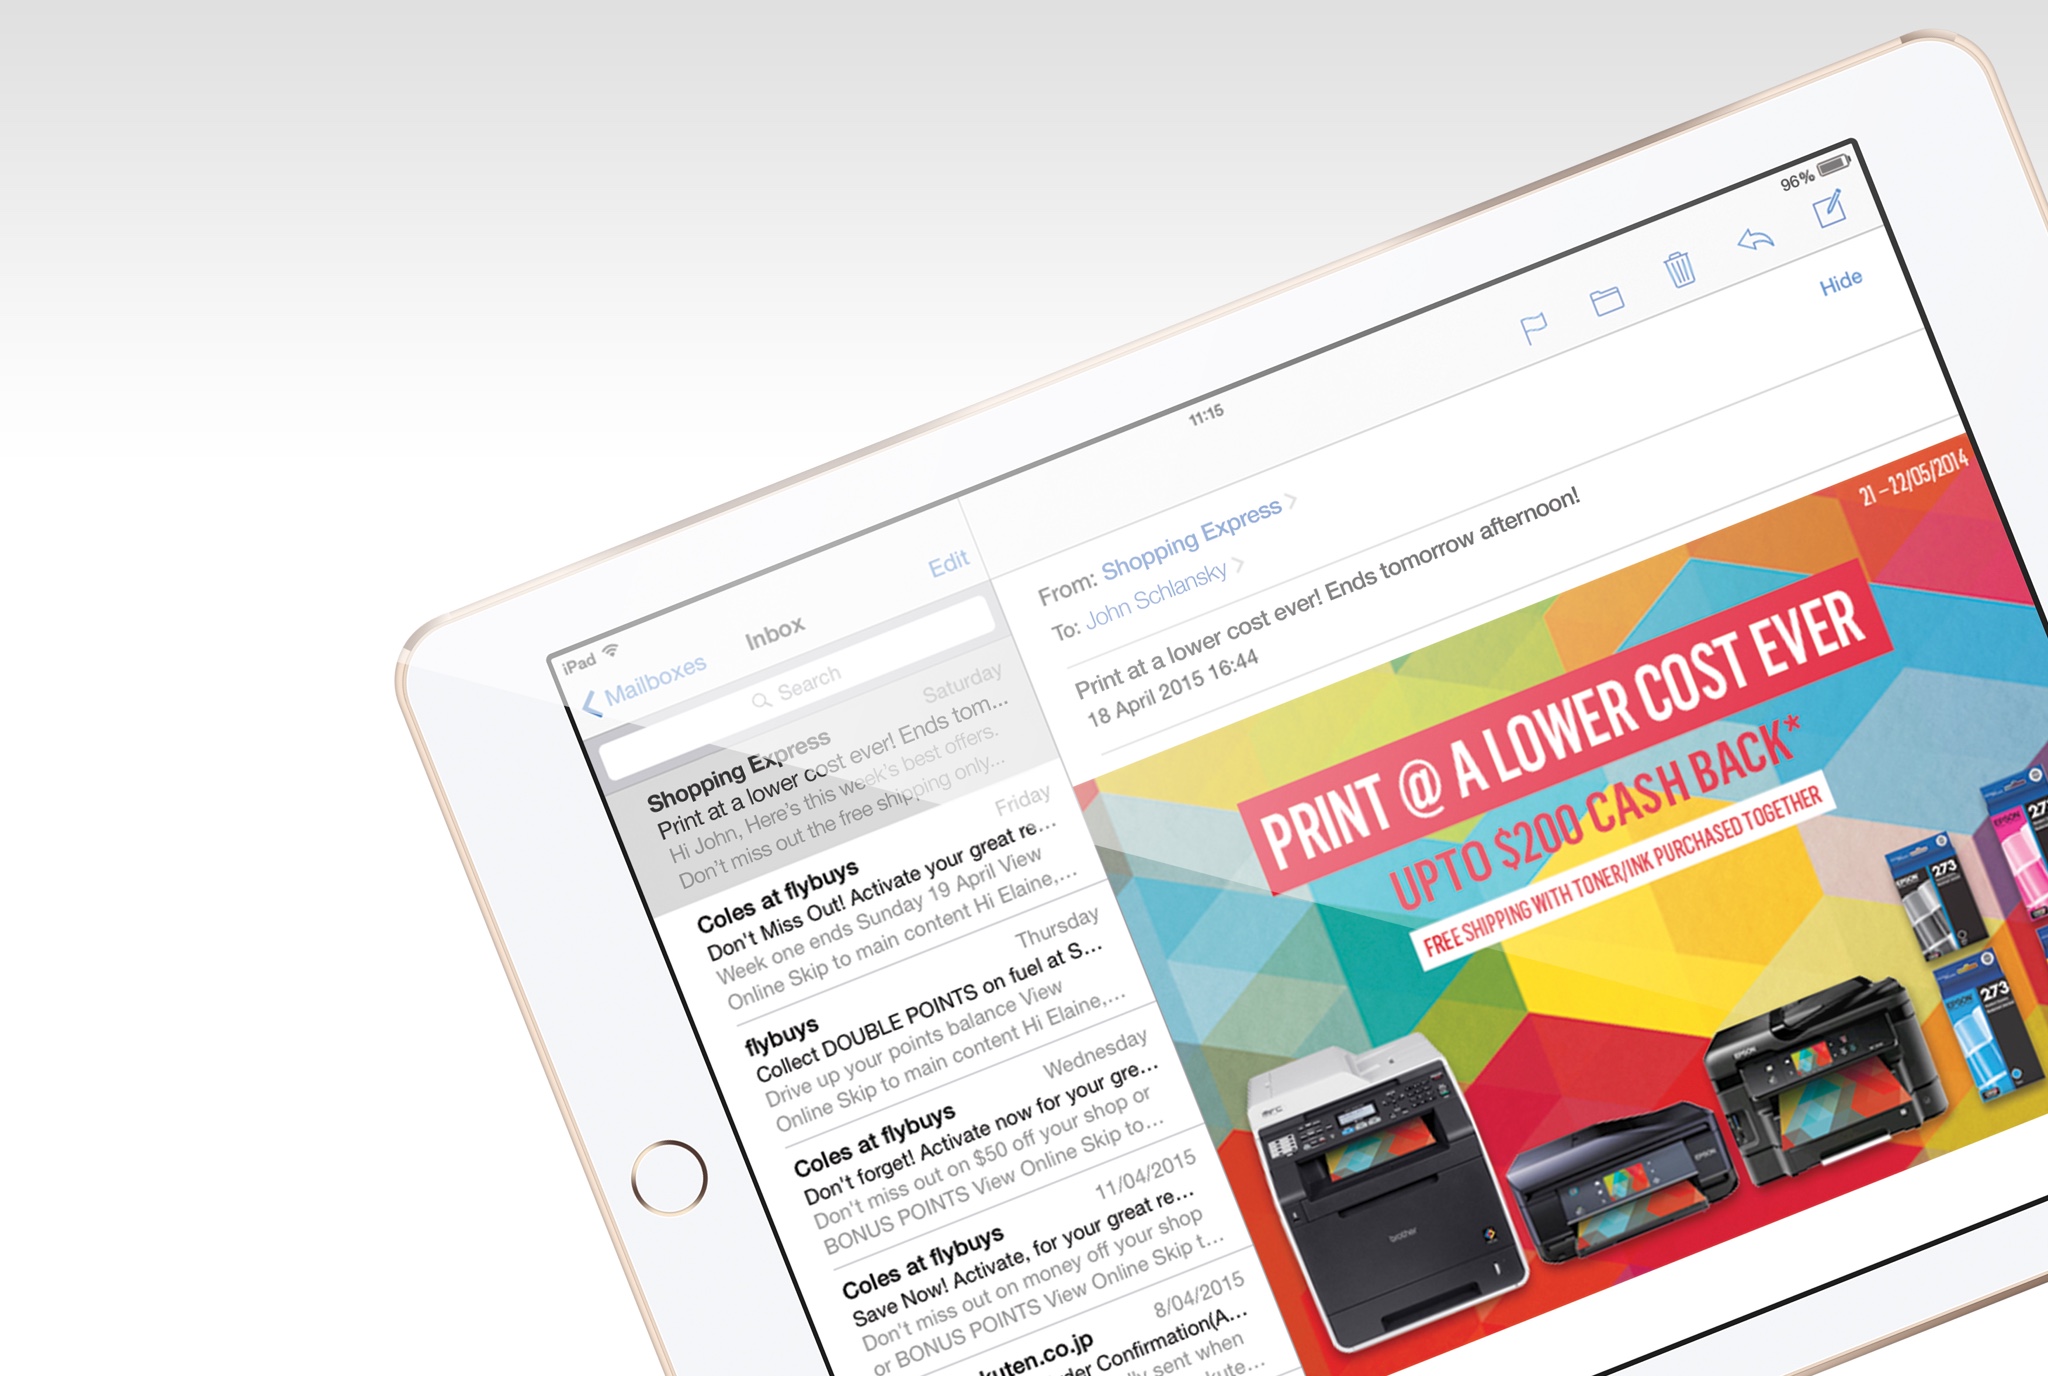 iPad
11:15
96%
Mailboxes
Inbox
Edit
Search
Shopping Express
Saturday
Print at a lower cost ever! Ends tom...
Hi John, Here's this week's best offers.
Don't miss out the free shipping only...
Coles at flybuys
Friday
Don't Miss Out! Activate your great re...
Week one ends Sunday 19 April View
Online Skip to main content Hi Elaine,...
flybuys
Thursday
Collect DOUBLE POINTS on fuel at S...
Drive up your points balance View
Online Skip to main content Hi Elaine,...
Coles at flybuys
Wednesday
Don't forget! Activate now for your gre...
Don't miss out on $50 off your shop or
BONUS POINTS View Online Skip to...
Coles at flybuys
11/04/2015
Save Now! Activate, for your great re...
Don't miss out on money off your shop
or BONUS POINTS View Online Skip t...
kuten.co.jp
8/04/2015
der Confirmation(A...
lly sent when
kute...
Hide
From: Shopping Express
To: John Schlansky
Print at a lower cost ever! Ends tomorrow afternoon!
18 April 2015 16:44
21 – 22/05/2014
PRINT @ A LOWER COST EVER
UPTO $200 CASH BACK*
FREE SHIPPING WITH TONER/INK PURCHASED TOGETHER
EPSON
273
EPSON
27
EPSON
273
EPSON
EPSON
MFC
brother